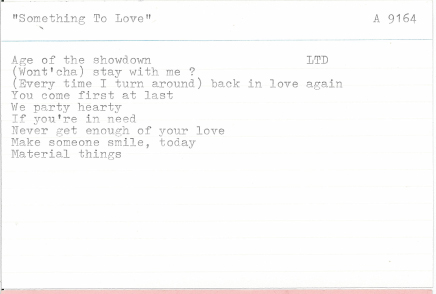 "Something To Love" A 9164
Age of the showdown LTD
(Wont'cha) stay with me ?
(Every time I turn around) back in love again
You come first at last
We party hearty
If you're in need
Never get enough of your love
Make someone smile, today
Material things